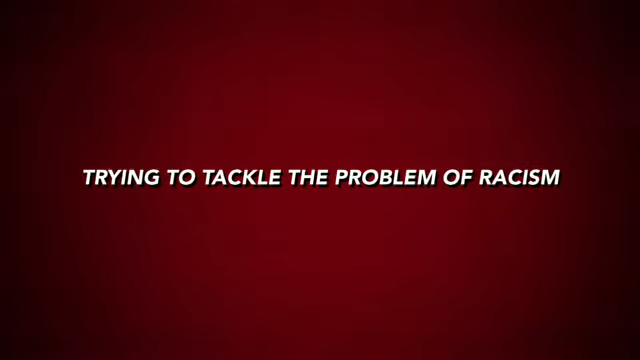 TRYING TO TACKLE THE PROBLEM OF RACISM